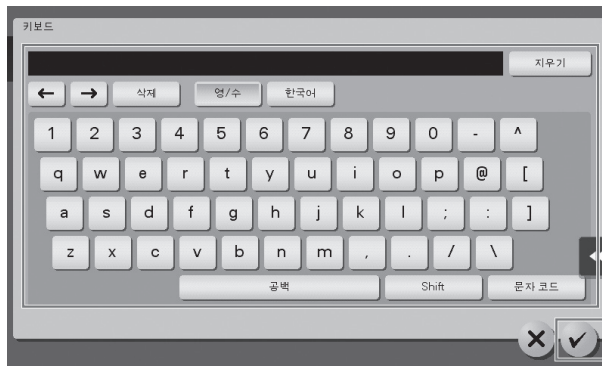 키보드
지우기
← → 삭제 영/수 한국어
1 2 3 4 5 6 7 8 9 0 - ^
q w e r t y u i o p @ [
a s d f g h j k l ; : ]
z x c v b n m , . / \
공백 Shift 문자 코드